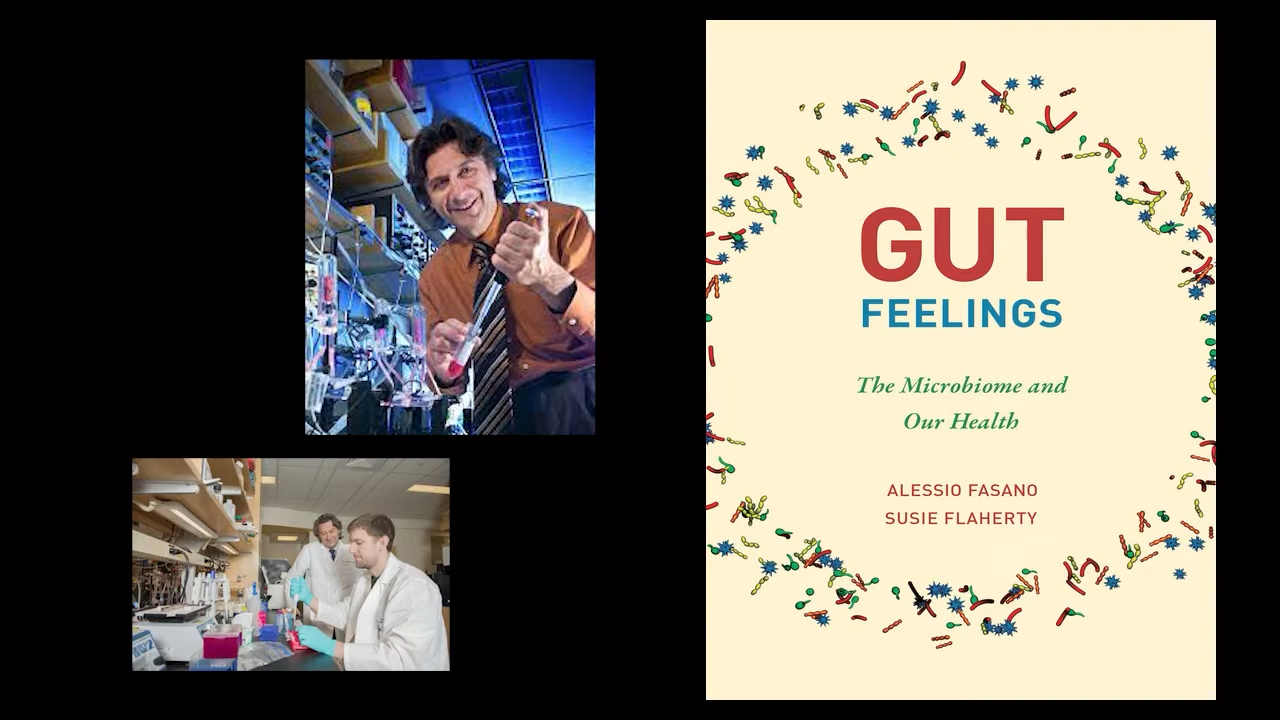 GUT
FEELINGS
The Microbiome and
Our Health
ALESSIO FASANO
SUSIE FLAHERTY